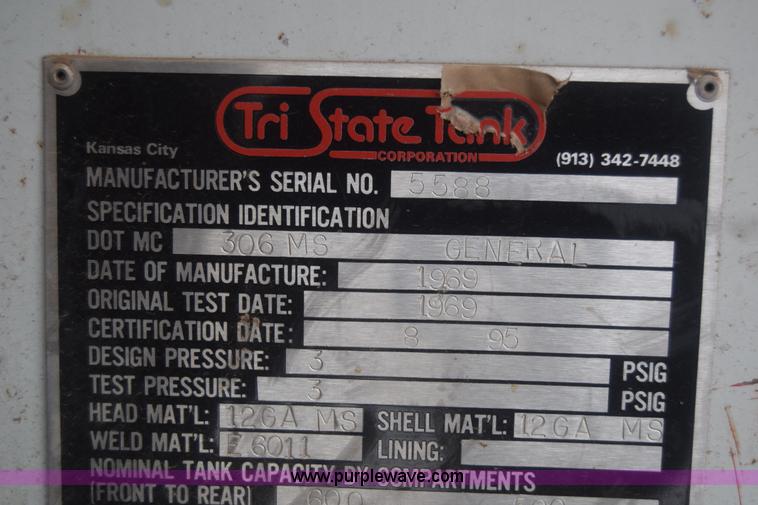 Tri State Tank
CORPORATION
Kansas City (913) 342-7448
MANUFACTURER'S SERIAL NO. 5588
SPECIFICATION IDENTIFICATION
DOT MC 306 MS GENERAL
DATE OF MANUFACTURE: 1969
ORIGINAL TEST DATE: 1969
CERTIFICATION DATE: 8 95
DESIGN PRESSURE: 3 PSIG
TEST PRESSURE: 3 PSIG
HEAD MAT'L: 12GA MS SHELL MAT'L: 12GA MS
WELD MAT'L: E6011 LINING:
NOMINAL TANK CAPACITY BY COMPARTMENTS
www.purplewave.com
(FRONT TO REAR) 600